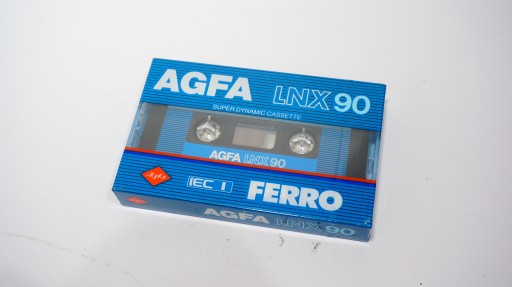 AGFA LNX 90
SUPER DYNAMIC CASSETTE
AGFA LNX 90
AGFA IEC I FERRO
AGFA LNX 90